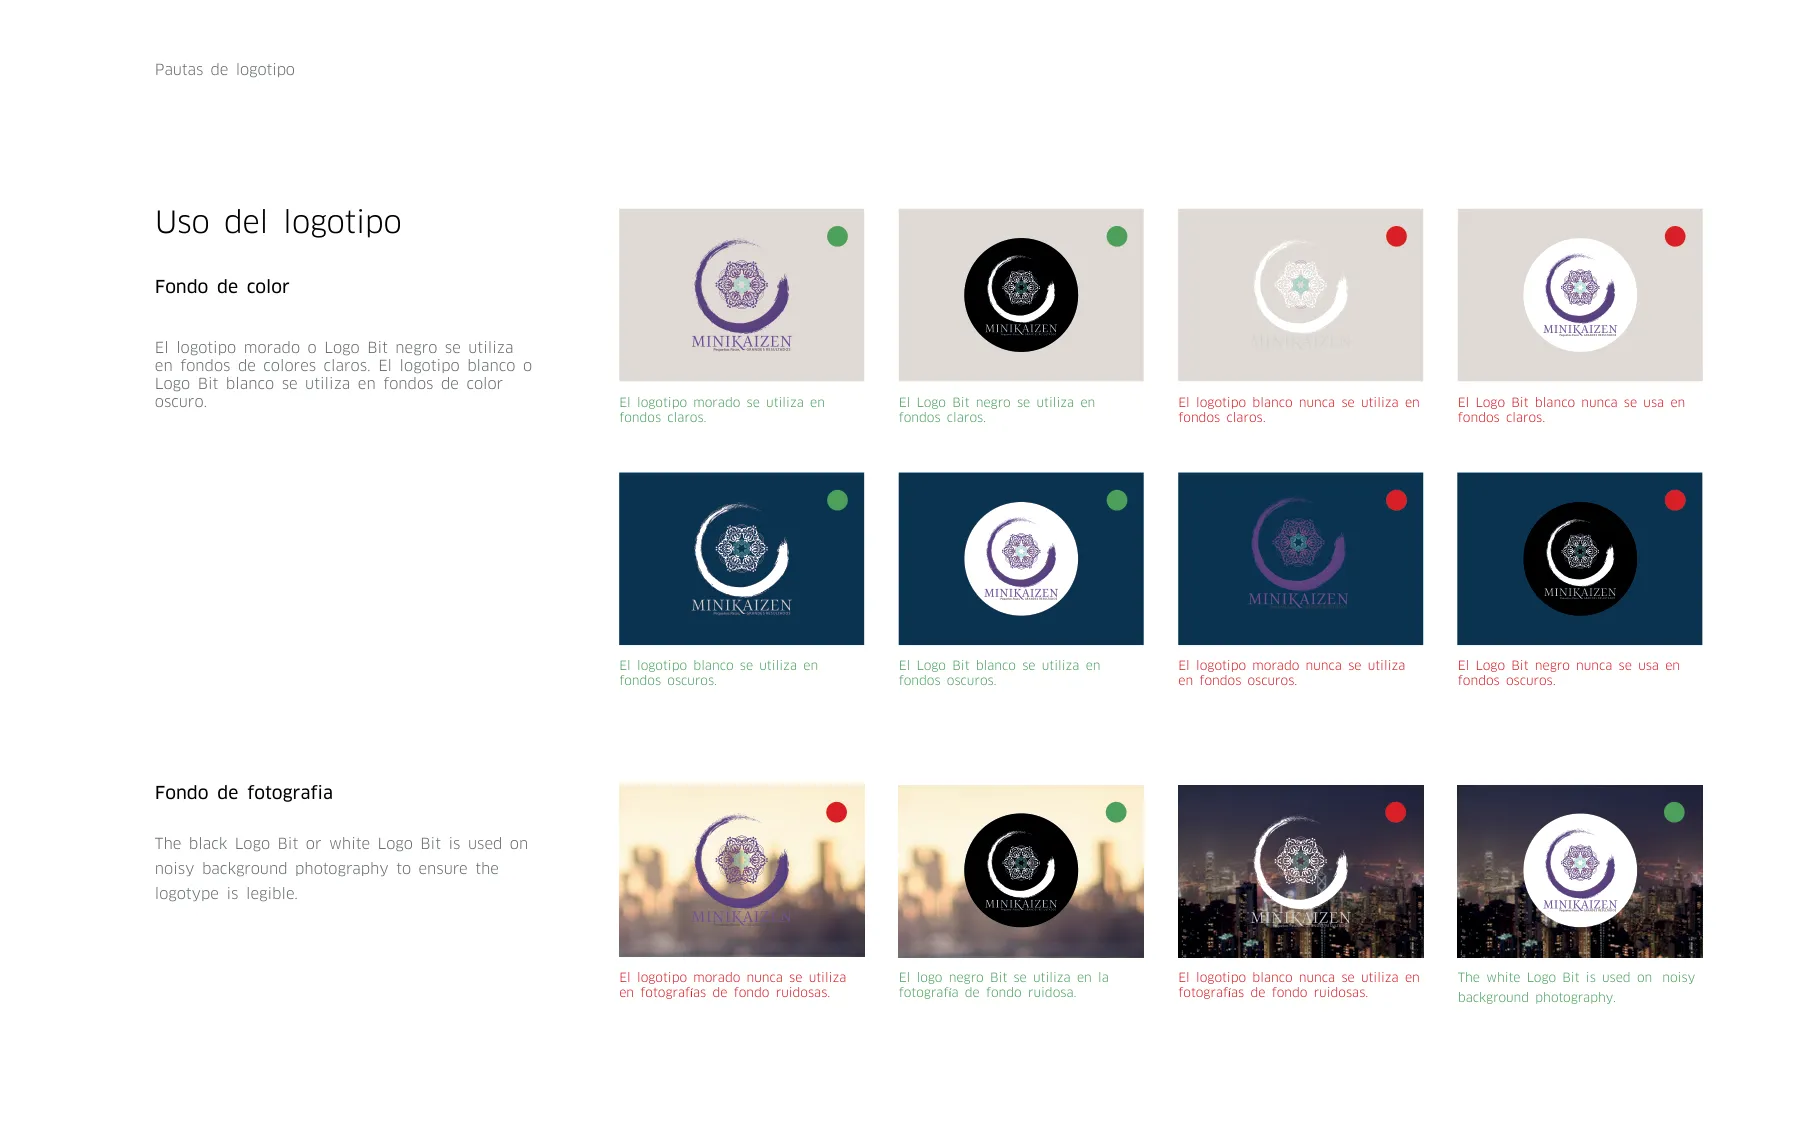 Pautas de logotipo
Uso del logotipo
Fondo de color
El logotipo morado o Logo Bit negro se utiliza
en fondos de colores claros. El logotipo blanco o
Logo Bit blanco se utiliza en fondos de color
oscuro.
MINIKAIZEN
MINIKAIZEN
MINIKAIZEN
MINIKAIZEN
El logotipo morado se utiliza en
fondos claros.
El Logo Bit negro se utiliza en
fondos claros.
El logotipo blanco nunca se utiliza en
fondos claros.
El Logo Bit blanco nunca se usa en
fondos claros.
MINIKAIZEN
MINIKAIZEN
MINIKAIZEN
MINIKAIZEN
El logotipo blanco se utiliza en
fondos oscuros.
El Logo Bit blanco se utiliza en
fondos oscuros.
El logotipo morado nunca se utiliza
en fondos oscuros.
El Logo Bit negro nunca se usa en
fondos oscuros.
Fondo de fotografia
The black Logo Bit or white Logo Bit is used on
noisy background photography to ensure the
logotype is legible.
MINIKAIZEN
MINIKAIZEN
MINIKAIZEN
MINIKAIZEN
El logotipo morado nunca se utiliza
en fotografías de fondo ruidosas.
El logo negro Bit se utiliza en la
fotografía de fondo ruidosa.
El logotipo blanco nunca se utiliza en
fotografías de fondo ruidosas.
The white Logo Bit is used on noisy
background photography.